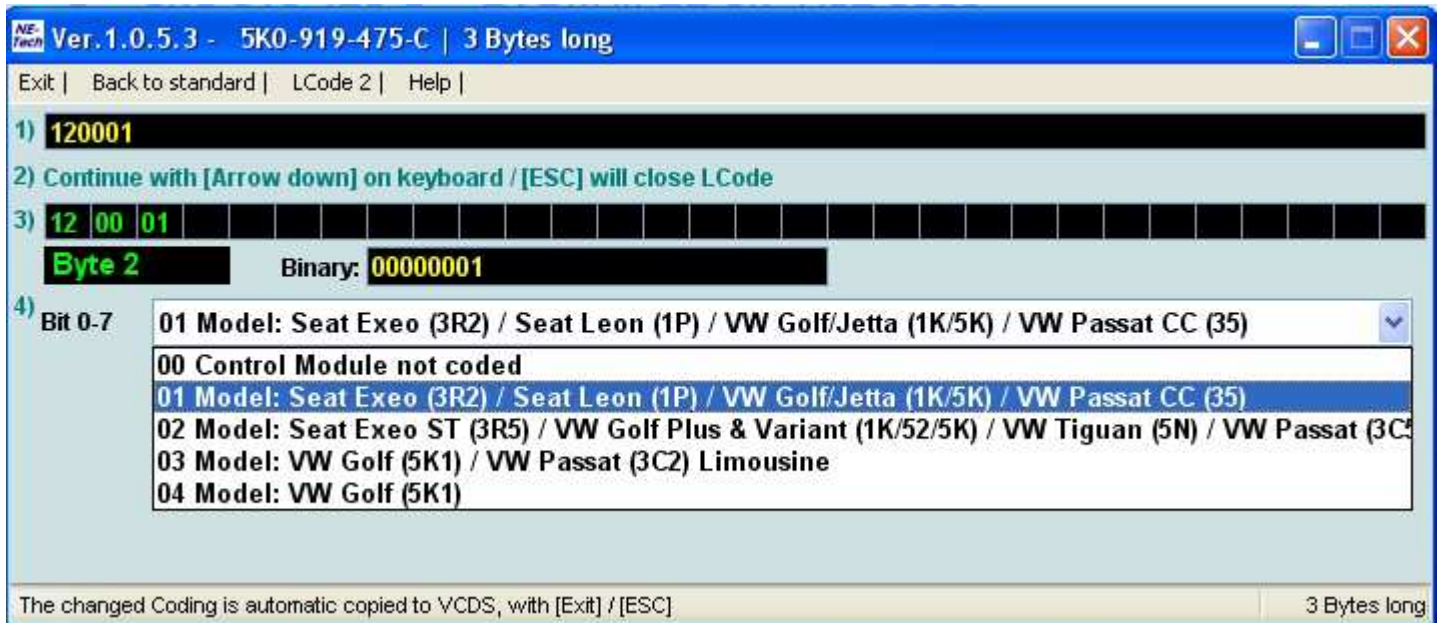 NE-Tech Ver.1.0.5.3 - 5K0-919-475-C | 3 Bytes long
Exit | Back to standard | LCode 2 | Help |
1) 120001
2) Continue with [Arrow down] on keyboard / [ESC] will close LCode
3) 12 00 01
Byte 2 Binary: 00000001
4) Bit 0-7 01 Model: Seat Exeo (3R2) / Seat Leon (1P) / VW Golf/Jetta (1K/5K) / VW Passat CC (35)
00 Control Module not coded
01 Model: Seat Exeo (3R2) / Seat Leon (1P) / VW Golf/Jetta (1K/5K) / VW Passat CC (35)
02 Model: Seat Exeo ST (3R5) / VW Golf Plus & Variant (1K/52/5K) / VW Tiguan (5N) / VW Passat (3C5
03 Model: VW Golf (5K1) / VW Passat (3C2) Limousine
04 Model: VW Golf (5K1)
The changed Coding is automatic copied to VCDS, with [Exit] / [ESC] 3 Bytes long